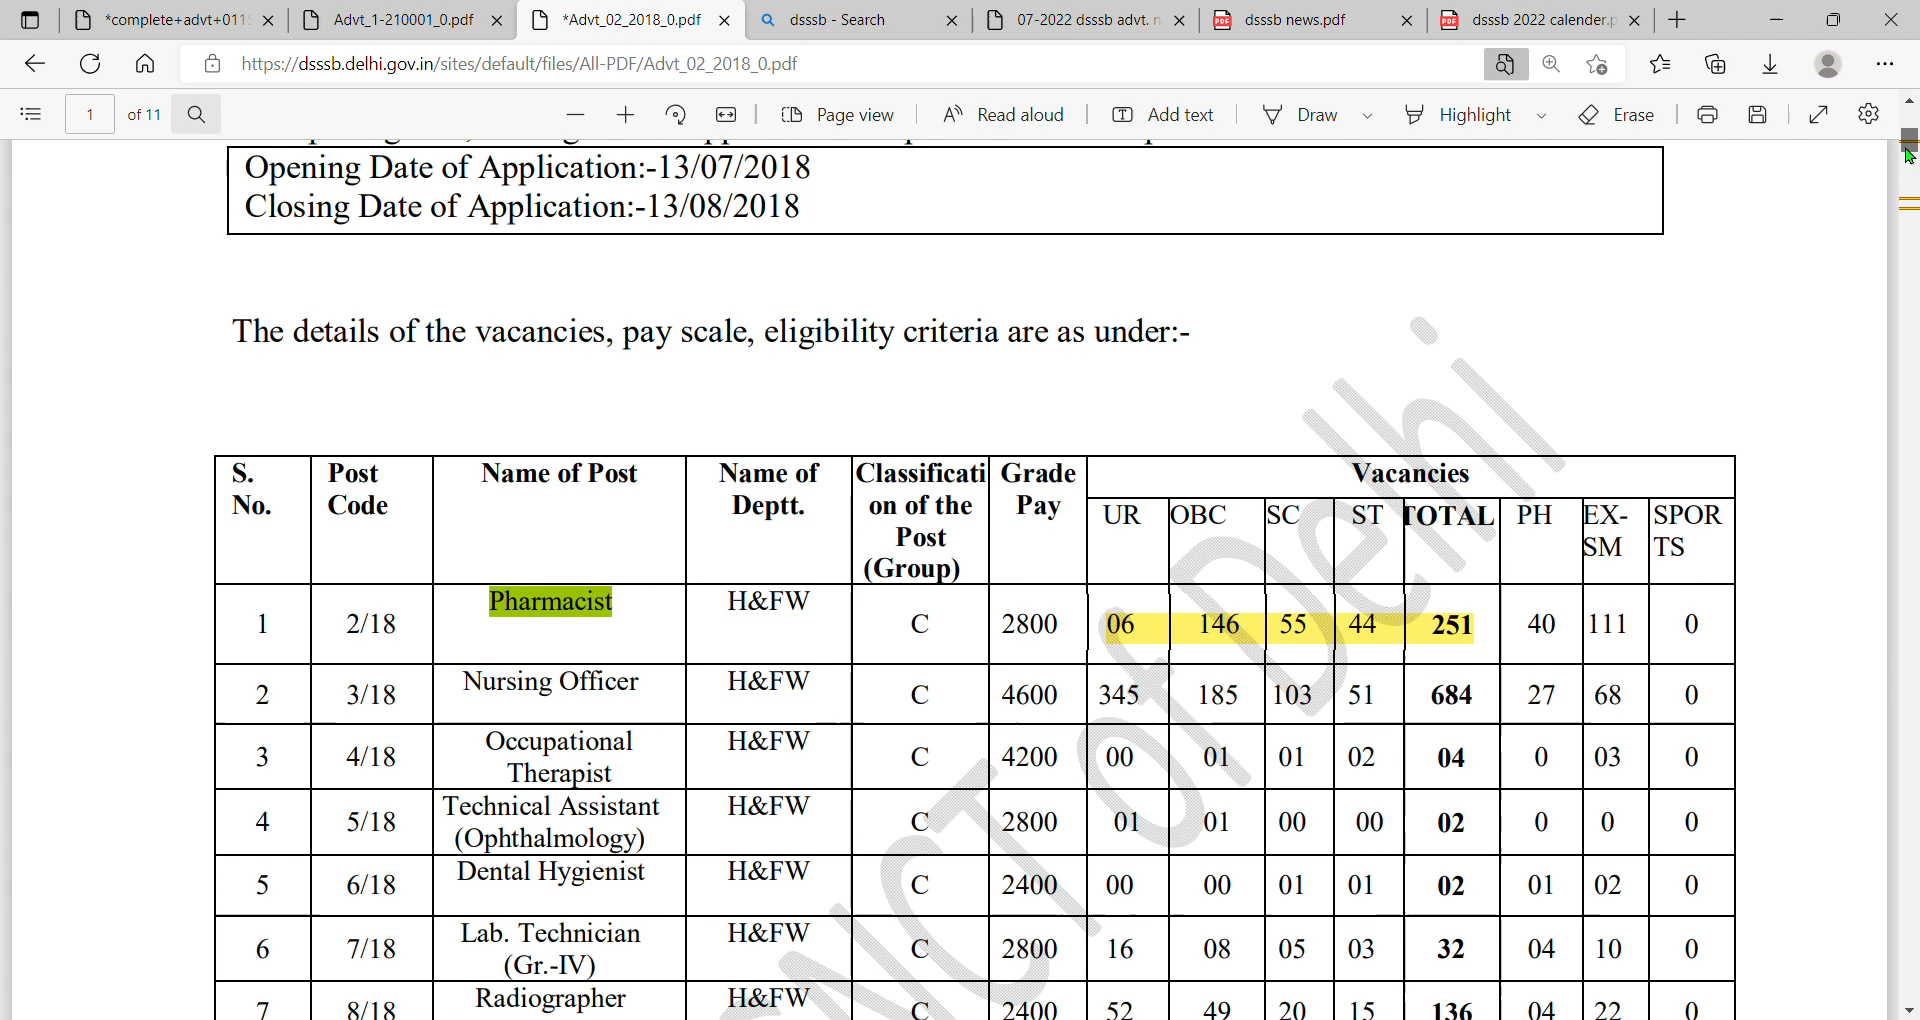 *complete+advt+011
Advt_1-210001_0.pdf
*Advt_02_2018_0.pdf
dsssb - Search
07-2022 dsssb advt. n
dsssb news.pdf
dsssb 2022 calender.p
https://dsssb.delhi.gov.in/sites/default/files/All-PDF/Advt_02_2018_0.pdf
1 of 11
Page view
Read aloud
Add text
Draw
Highlight
Erase
Opening Date of Application:-13/07/2018
Closing Date of Application:-13/08/2018
The details of the vacancies, pay scale, eligibility criteria are as under:-
S. No. Post Code Name of Post Name of Deptt. Classificati on of the Post (Group) Grade Pay Vacancies
UR OBC SC ST TOTAL PH EX-SM SPORTS
1 2/18 Pharmacist H&FW C 2800 06 146 55 44 251 40 111 0
2 3/18 Nursing Officer H&FW C 4600 345 185 103 51 684 27 68 0
3 4/18 Occupational Therapist H&FW C 4200 00 01 01 02 04 0 03 0
4 5/18 Technical Assistant (Ophthalmology) H&FW C 2800 01 01 00 00 02 0 0 0
5 6/18 Dental Hygienist H&FW C 2400 00 00 01 01 02 01 02 0
6 7/18 Lab. Technician (Gr.-IV) H&FW C 2800 16 08 05 03 32 04 10 0
7 8/18 Radiographer H&FW C 2400 52 49 20 15 136 04 22 0
NCT of Delhi